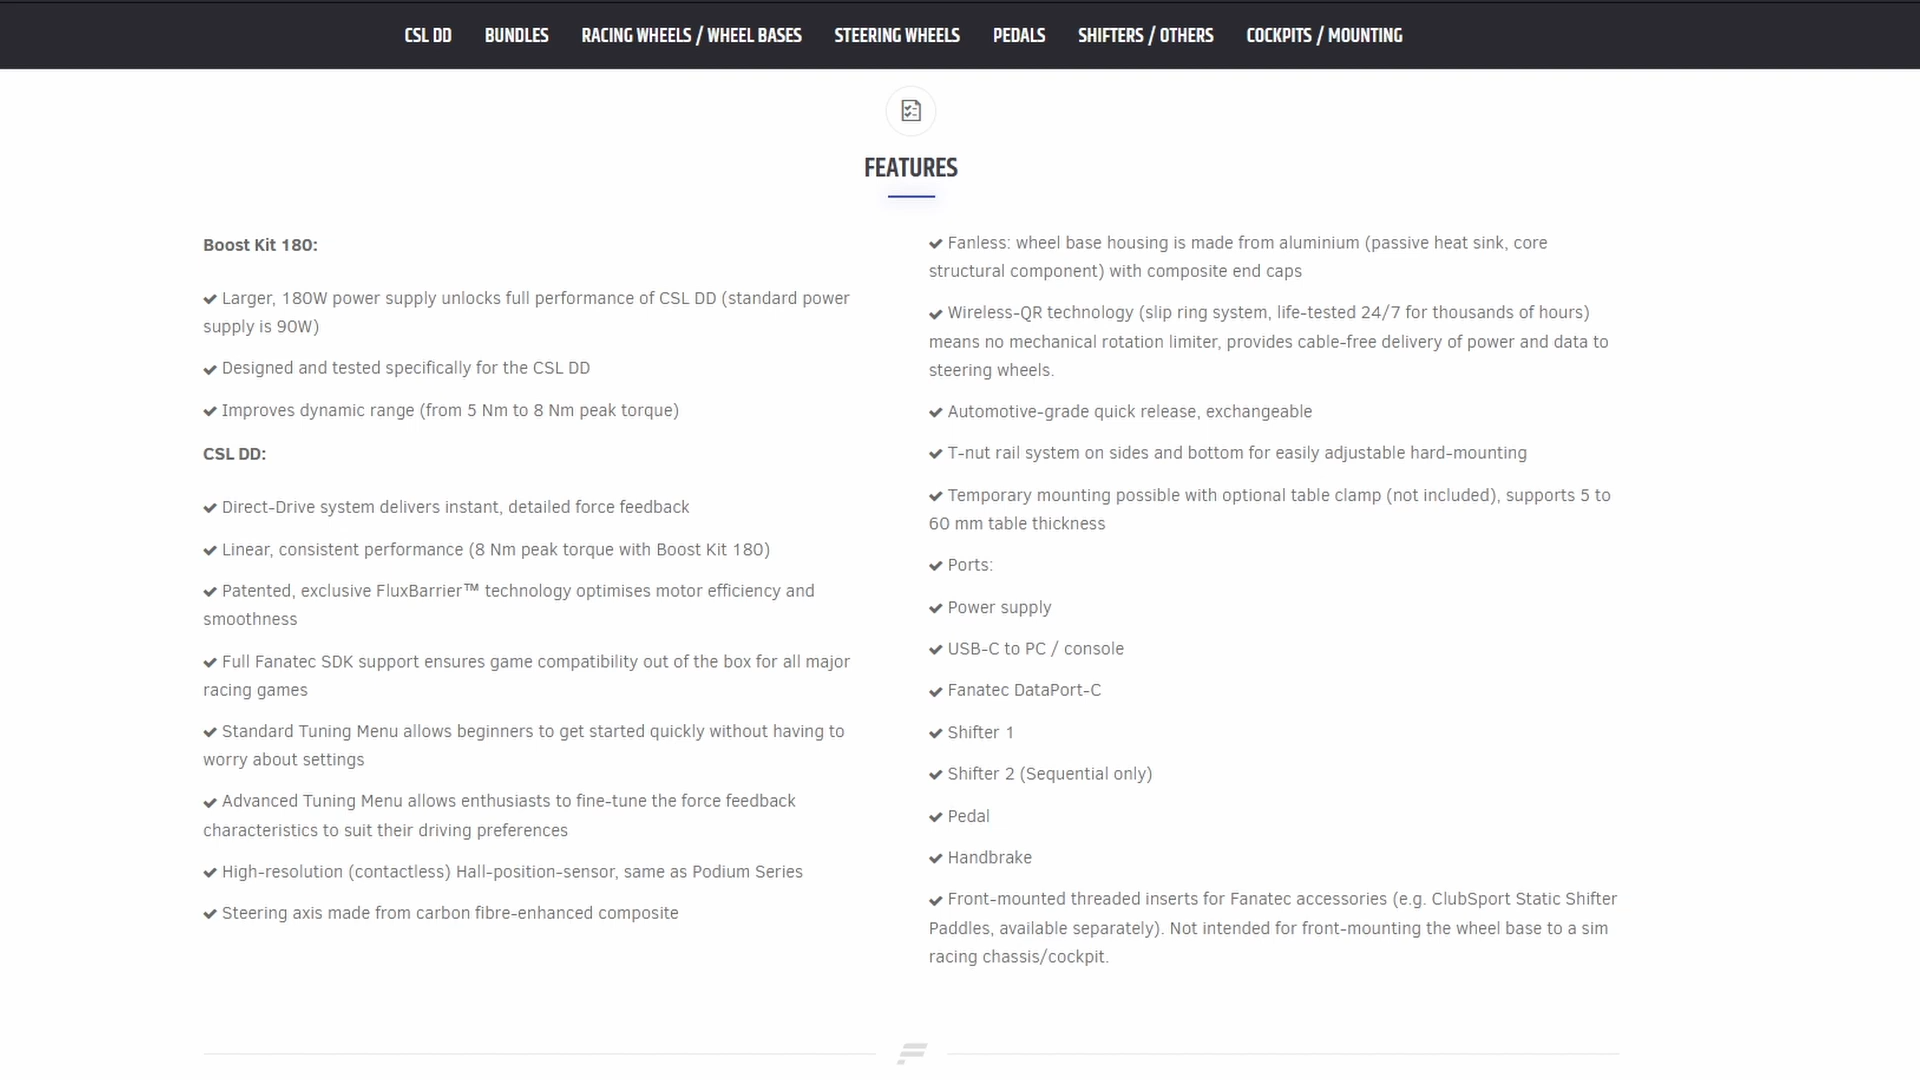 CSL DD BUNDLES RACING WHEELS / WHEEL BASES STEERING WHEELS PEDALS SHIFTERS / OTHERS COCKPITS / MOUNTING
FEATURES
Boost Kit 180:
✔ Larger, 180W power supply unlocks full performance of CSL DD (standard power
supply is 90W)
✔ Designed and tested specifically for the CSL DD
✔ Improves dynamic range (from 5 Nm to 8 Nm peak torque)
CSL DD:
✔ Direct-Drive system delivers instant, detailed force feedback
✔ Linear, consistent performance (8 Nm peak torque with Boost Kit 180)
✔ Patented, exclusive FluxBarrier™ technology optimises motor efficiency and
smoothness
✔ Full Fanatec SDK support ensures game compatibility out of the box for all major
racing games
✔ Standard Tuning Menu allows beginners to get started quickly without having to
worry about settings
✔ Advanced Tuning Menu allows enthusiasts to fine-tune the force feedback
characteristics to suit their driving preferences
✔ High-resolution (contactless) Hall-position-sensor, same as Podium Series
✔ Steering axis made from carbon fibre-enhanced composite
✔ Fanless: wheel base housing is made from aluminium (passive heat sink, core
structural component) with composite end caps
✔ Wireless-QR technology (slip ring system, life-tested 24/7 for thousands of hours)
means no mechanical rotation limiter, provides cable-free delivery of power and data to
steering wheels.
✔ Automotive-grade quick release, exchangeable
✔ T-nut rail system on sides and bottom for easily adjustable hard-mounting
✔ Temporary mounting possible with optional table clamp (not included), supports 5 to
60 mm table thickness
✔ Ports:
✔ Power supply
✔ USB-C to PC / console
✔ Fanatec DataPort-C
✔ Shifter 1
✔ Shifter 2 (Sequential only)
✔ Pedal
✔ Handbrake
✔ Front-mounted threaded inserts for Fanatec accessories (e.g. ClubSport Static Shifter
Paddles, available separately). Not intended for front-mounting the wheel base to a sim
racing chassis/cockpit.